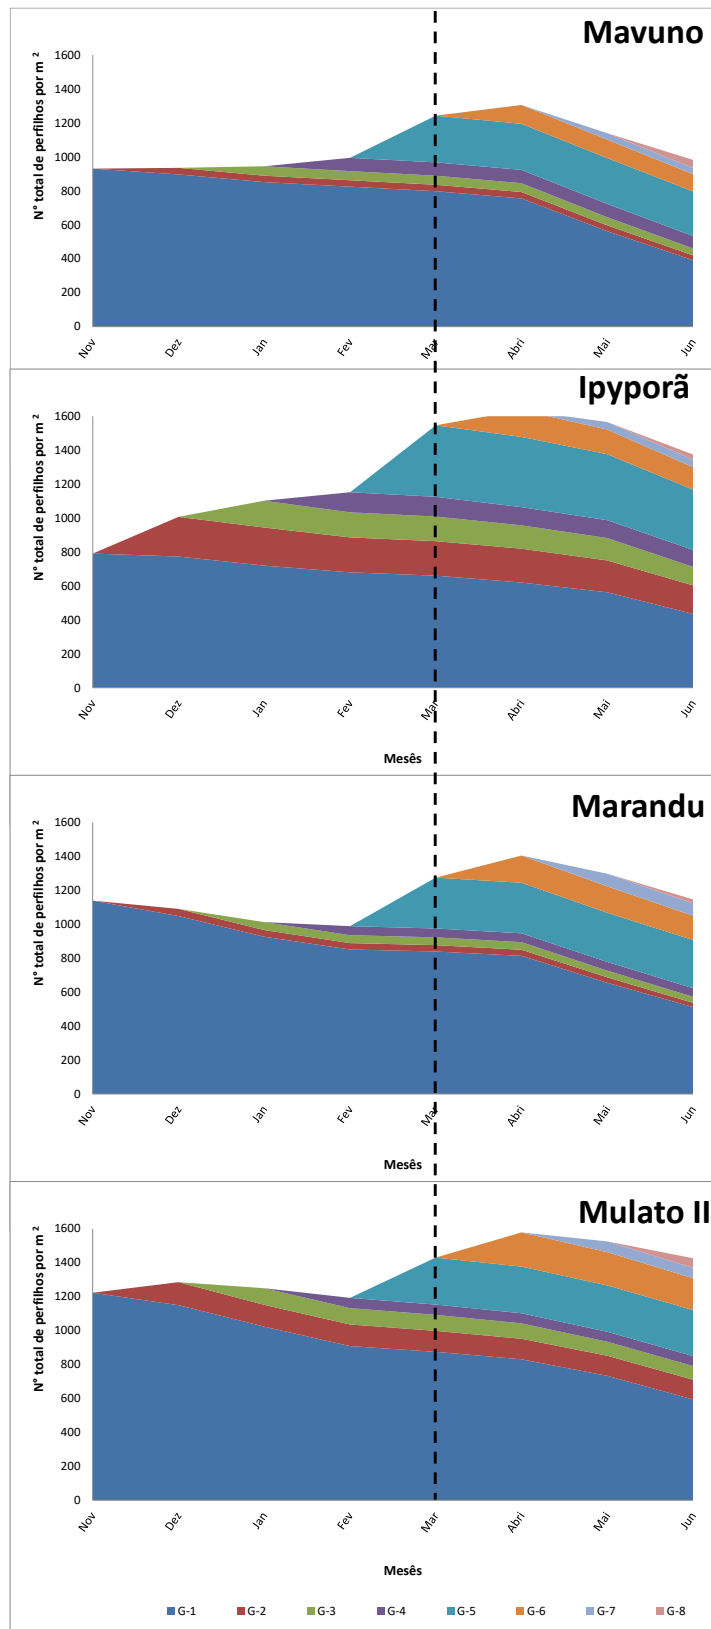 Mavuno
N° total de perfilhos por m ²
1600
1400
1200
1000
800
600
400
200
0
Nov
Dez
Jan
Fev
Mar
Abri
Mai
Jun
Ipyporã
N° total de perfilhos por m ²
1600
1400
1200
1000
800
600
400
200
0
Nov
Dez
Jan
Fev
Mar
Abri
Mai
Jun
Mesês
Marandu
N° total de perfilhos por m ²
1600
1400
1200
1000
800
600
400
200
0
Nov
Dez
Jan
Fev
Mar
Abri
Mai
Jun
Mesês
Mulato II
N° total de perfilhos por m ²
1600
1400
1200
1000
800
600
400
200
0
Nov
Dez
Jan
Fev
Mar
Abri
Mai
Jun
Mesês
G-1 G-2 G-3 G-4 G-5 G-6 G-7 G-8